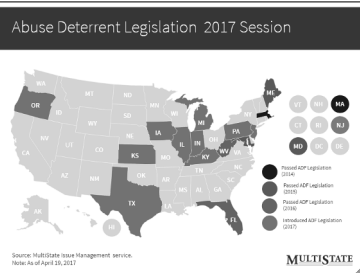 Abuse Deterrent Legislation 2017 Session
WA
MT
ND
ME
OR
ID
MN
WY
SD
MI
NY
VT
NH
MA
NV
UT
CO
NE
IA
IL
IN
OH
PA
CT
RI
NJ
CA
KS
MO
KY
WV
VA
MD
DC
DE
AZ
NM
OK
AR
TN
NC
SC
TX
LA
MS
AL
GA
FL
AK
HI
Passed ADF Legislation
(2014)
Passed ADF Legislation
(2015)
Passed ADF Legislation
(2016)
Introduced ADF Legislation
(2017)
Source: MultiState Issue Management service.
Note: As of April 19, 2017
MULTISTATE